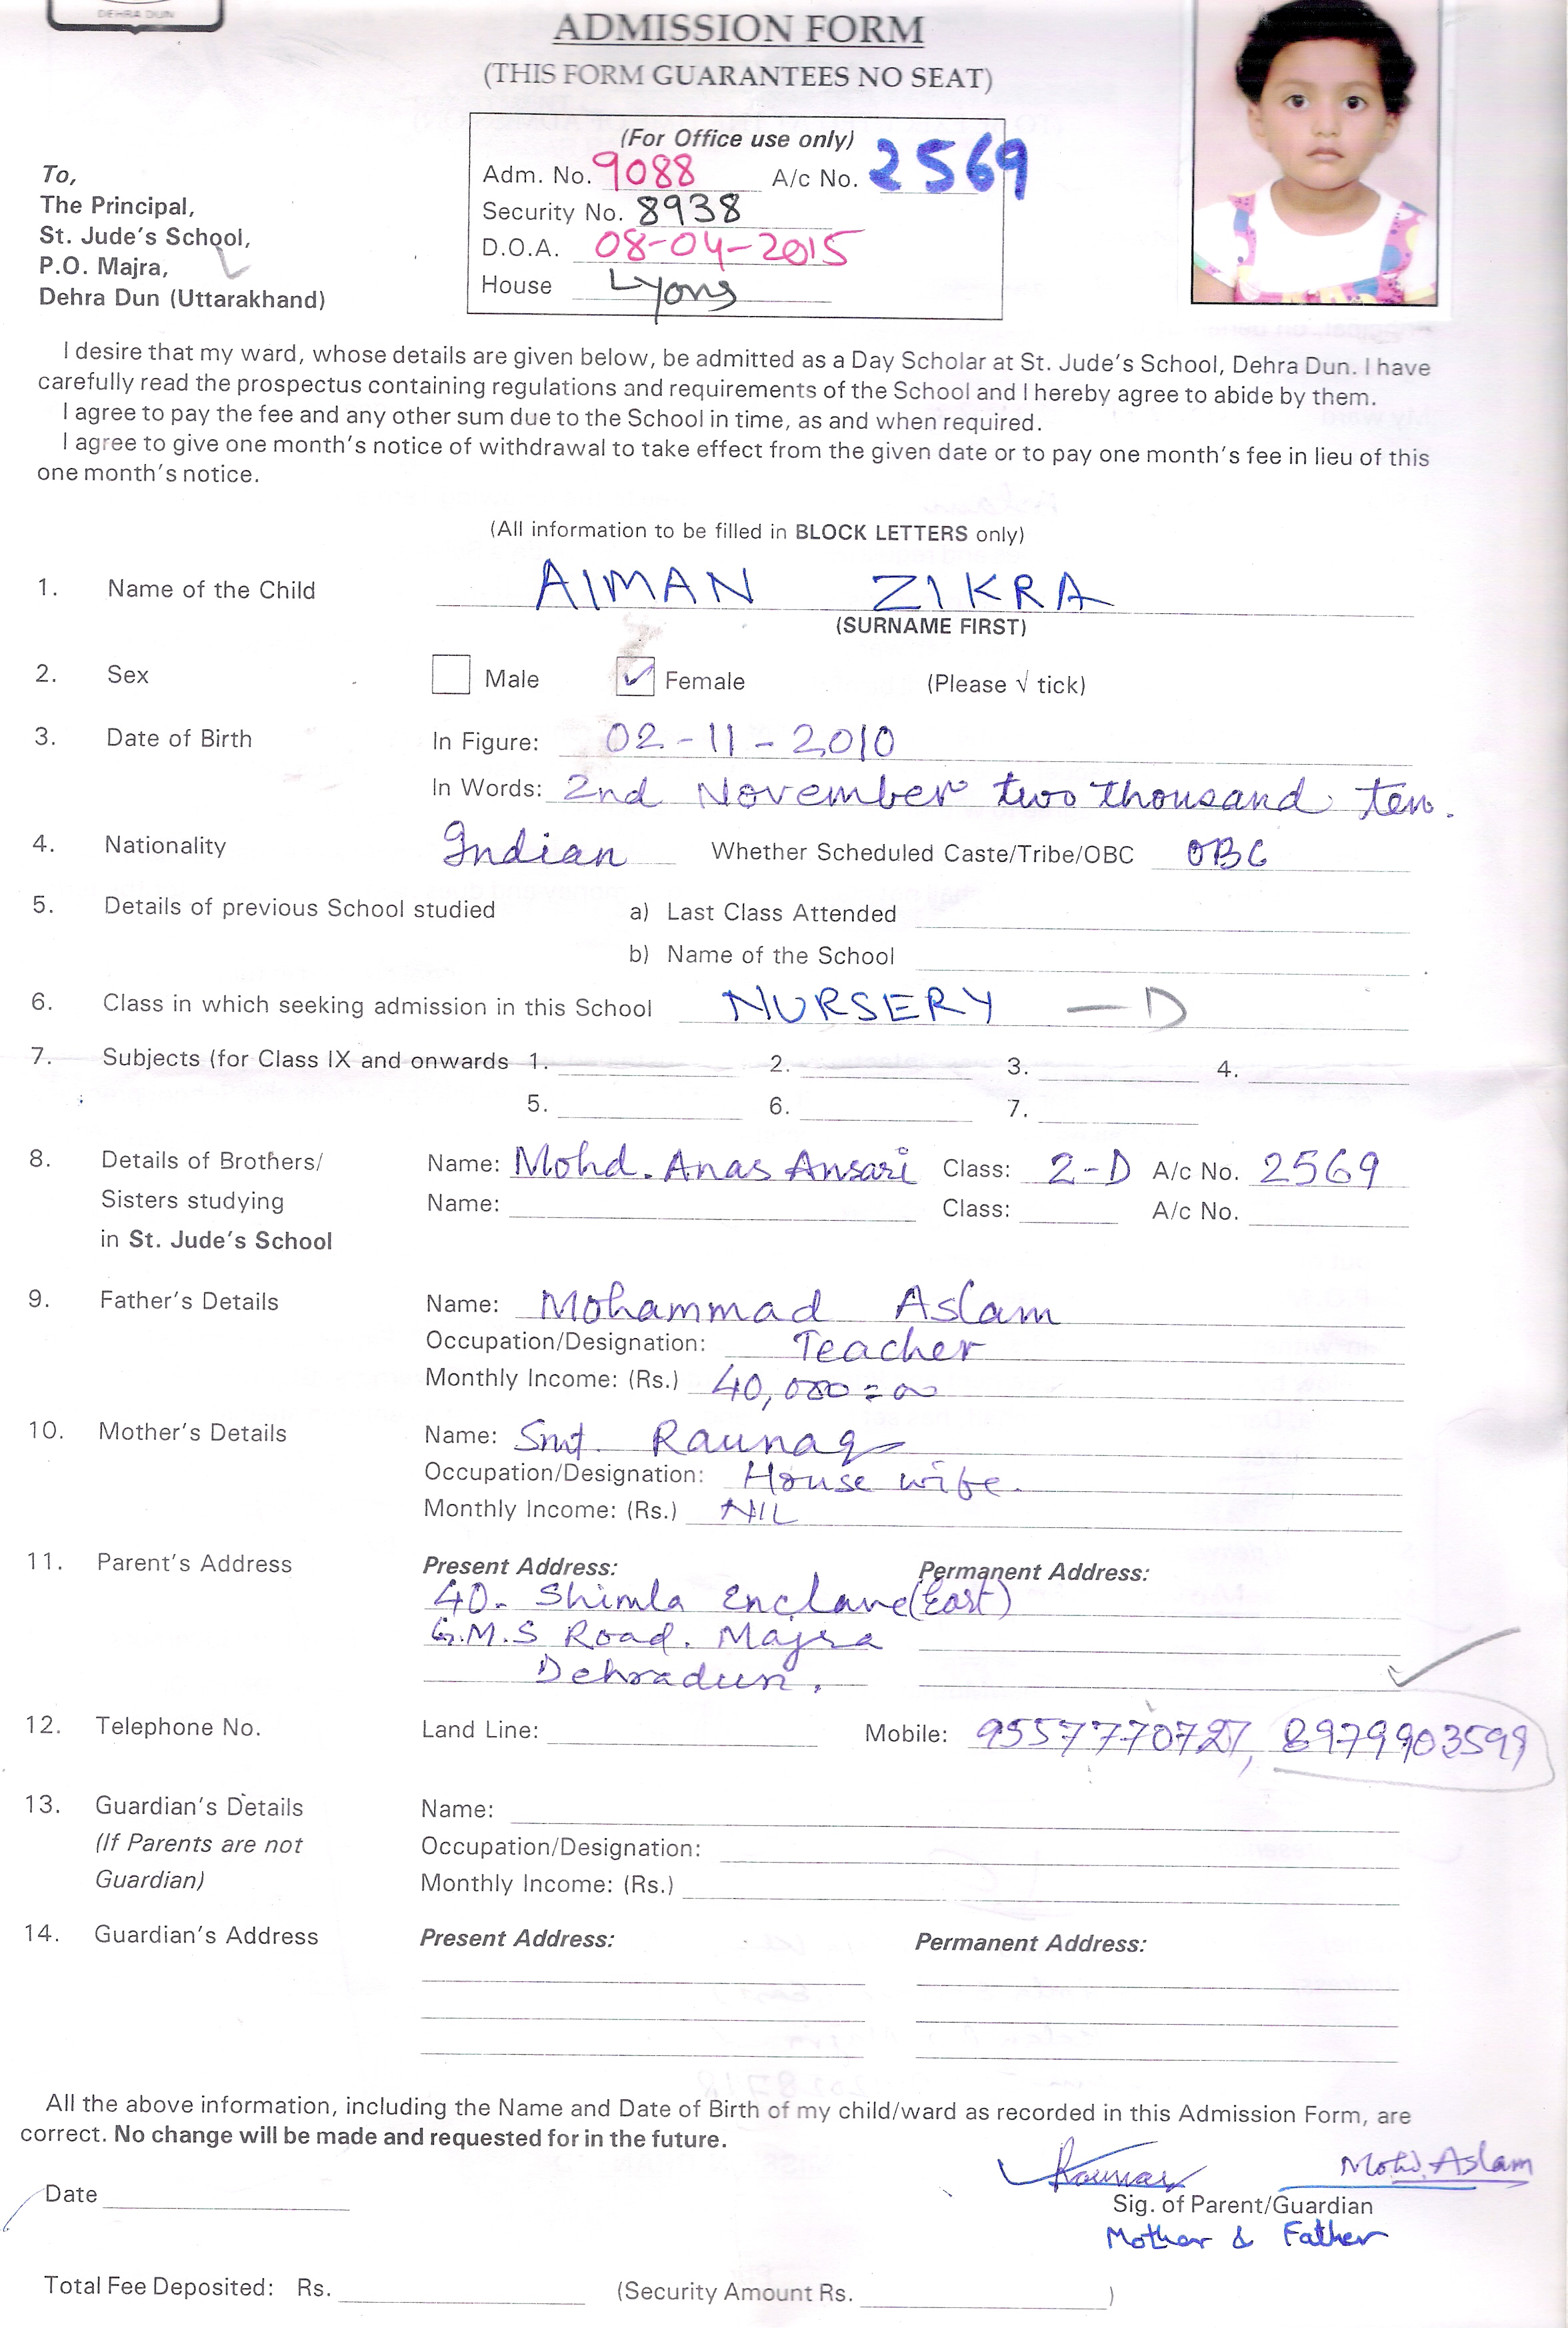 DEHRA DUN
ADMISSION FORM
(THIS FORM GUARANTEES NO SEAT)
(For Office use only)
Adm. No. 9088 A/c No. 2569
Security No. 8938
D.O.A. 08-04-2015
House Lyons
To,
The Principal,
St. Jude's School,
P.O. Majra,
Dehra Dun (Uttarakhand)
I desire that my ward, whose details are given below, be admitted as a Day Scholar at St. Jude's School, Dehra Dun. I have
carefully read the prospectus containing regulations and requirements of the School and I hereby agree to abide by them.
I agree to pay the fee and any other sum due to the School in time, as and when required.
I agree to give one month's notice of withdrawal to take effect from the given date or to pay one month's fee in lieu of this
one month's notice.
(All information to be filled in BLOCK LETTERS only)
1. Name of the Child AIMAN ZIKRA
(SURNAME FIRST)
2. Sex Male ✓ Female (Please √ tick)
3. Date of Birth In Figure: 02-11-2010
In Words: 2nd November two thousand ten.
4. Nationality Indian Whether Scheduled Caste/Tribe/OBC OBC
5. Details of previous School studied a) Last Class Attended
b) Name of the School
6. Class in which seeking admission in this School NURSERY — D
7. Subjects (for Class IX and onwards 1. 2. 3. 4.
5. 6. 7.
8. Details of Brothers/ Name: Mohd. Anas Ansari Class: 2-D A/c No. 2569
Sisters studying Name: Class: A/c No.
in St. Jude's School
9. Father's Details Name: Mohammad Aslam
Occupation/Designation: Teacher
Monthly Income: (Rs.) 40,000=00
10. Mother's Details Name: Smt. Raunaq
Occupation/Designation: House wife.
Monthly Income: (Rs.) NIL
11. Parent's Address Present Address: Permanent Address:
40- Shimla Enclave (East)
G.M.S Road. Majra
Dehradun.
12. Telephone No. Land Line: Mobile: 9557770727, 8979903599
13. Guardian's Details Name:
(If Parents are not Occupation/Designation:
Guardian) Monthly Income: (Rs.)
14. Guardian's Address Present Address: Permanent Address:
All the above information, including the Name and Date of Birth of my child/ward as recorded in this Admission Form, are
correct. No change will be made and requested for in the future.
Raunaq Mohd. Aslam
Date Sig. of Parent/Guardian
Mother & Father
Total Fee Deposited: Rs. (Security Amount Rs. )